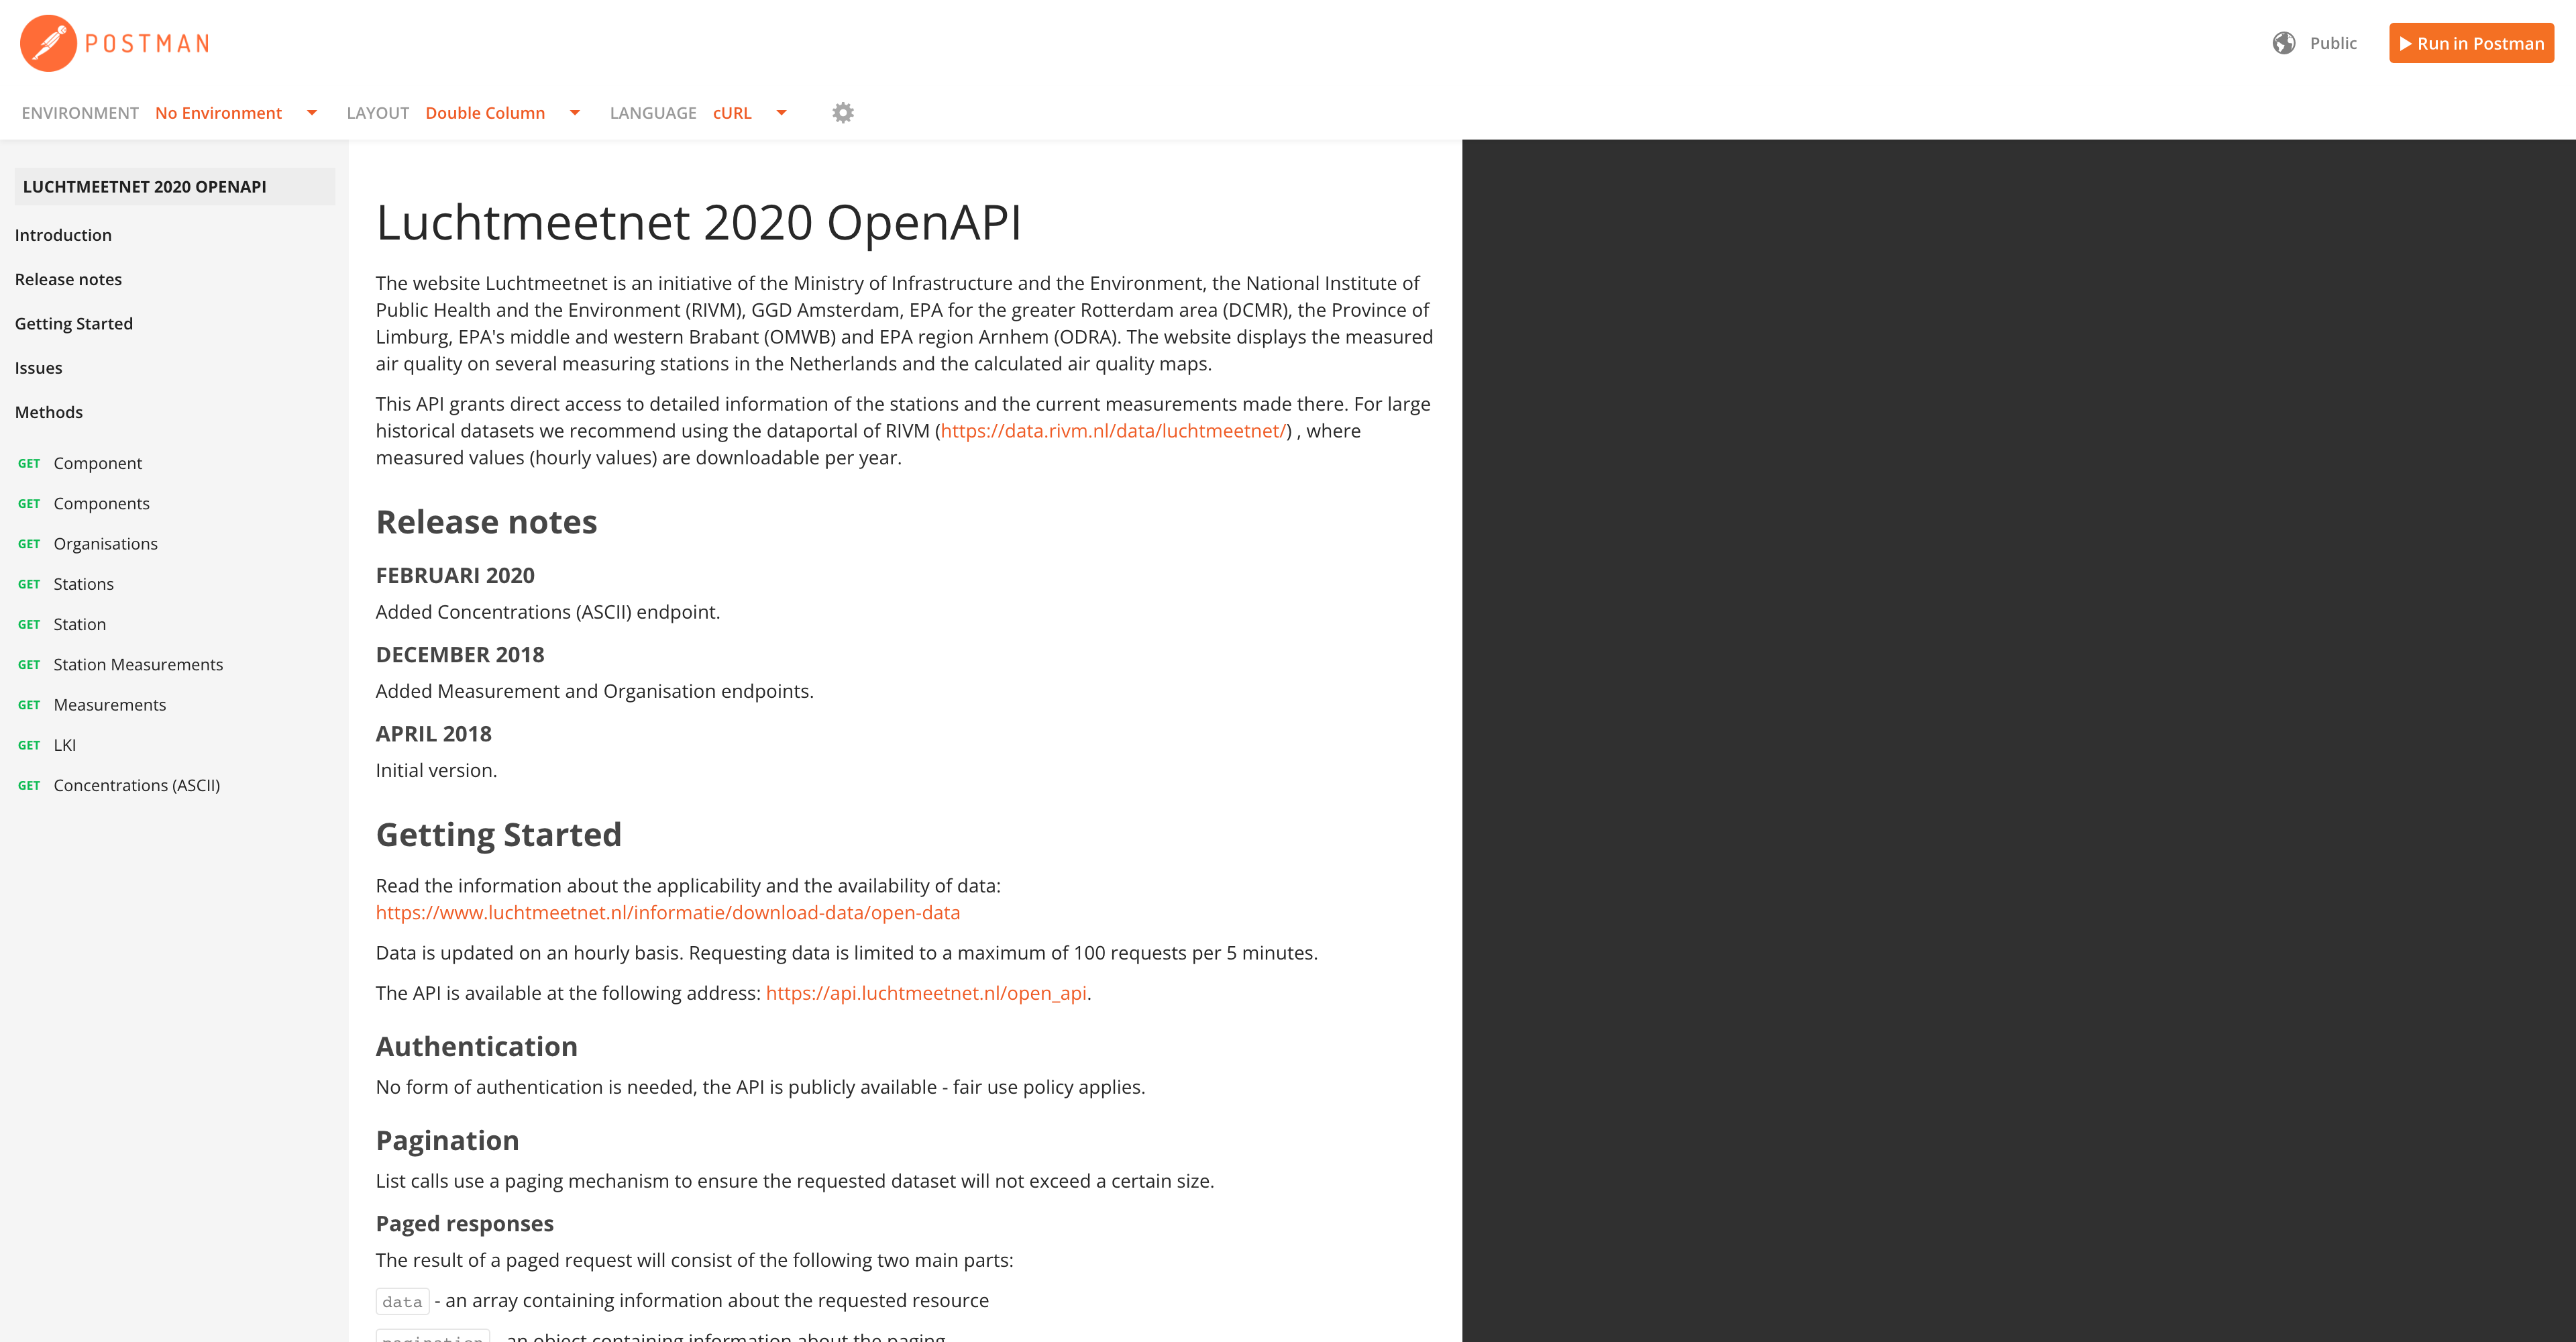 POSTMAN
Public
Run in Postman
ENVIRONMENT No Environment LAYOUT Double Column LANGUAGE cURL
LUCHTMEETNET 2020 OPENAPI
Introduction
Release notes
Getting Started
Issues
Methods
GET Component
GET Components
GET Organisations
GET Stations
GET Station
GET Station Measurements
GET Measurements
GET LKI
GET Concentrations (ASCII)
Luchtmeetnet 2020 OpenAPI
The website Luchtmeetnet is an initiative of the Ministry of Infrastructure and the Environment, the National Institute of
Public Health and the Environment (RIVM), GGD Amsterdam, EPA for the greater Rotterdam area (DCMR), the Province of
Limburg, EPA's middle and western Brabant (OMWB) and EPA region Arnhem (ODRA). The website displays the measured
air quality on several measuring stations in the Netherlands and the calculated air quality maps.
This API grants direct access to detailed information of the stations and the current measurements made there. For large
historical datasets we recommend using the dataportal of RIVM (https://data.rivm.nl/data/luchtmeetnet/) , where
measured values (hourly values) are downloadable per year.
Release notes
FEBRUARI 2020
Added Concentrations (ASCII) endpoint.
DECEMBER 2018
Added Measurement and Organisation endpoints.
APRIL 2018
Initial version.
Getting Started
Read the information about the applicability and the availability of data:
https://www.luchtmeetnet.nl/informatie/download-data/open-data
Data is updated on an hourly basis. Requesting data is limited to a maximum of 100 requests per 5 minutes.
The API is available at the following address: https://api.luchtmeetnet.nl/open_api.
Authentication
No form of authentication is needed, the API is publicly available - fair use policy applies.
Pagination
List calls use a paging mechanism to ensure the requested dataset will not exceed a certain size.
Paged responses
The result of a paged request will consist of the following two main parts:
data - an array containing information about the requested resource
pagination - an object containing information about the paging